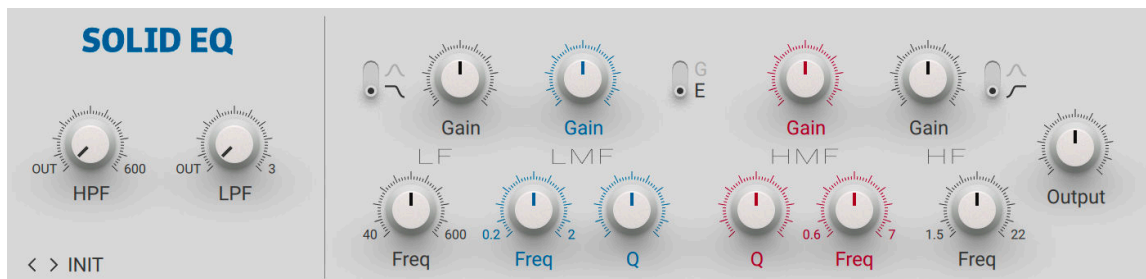 SOLID EQ
OUT 600
HPF
OUT 3
LPF
< > INIT
Gain
Gain
G
E
Gain
Gain
LF
LMF
HMF
HF
40 600
Freq
0.2 2
Freq
Q
Q
0.6 7
Freq
1.5 22
Freq
Output